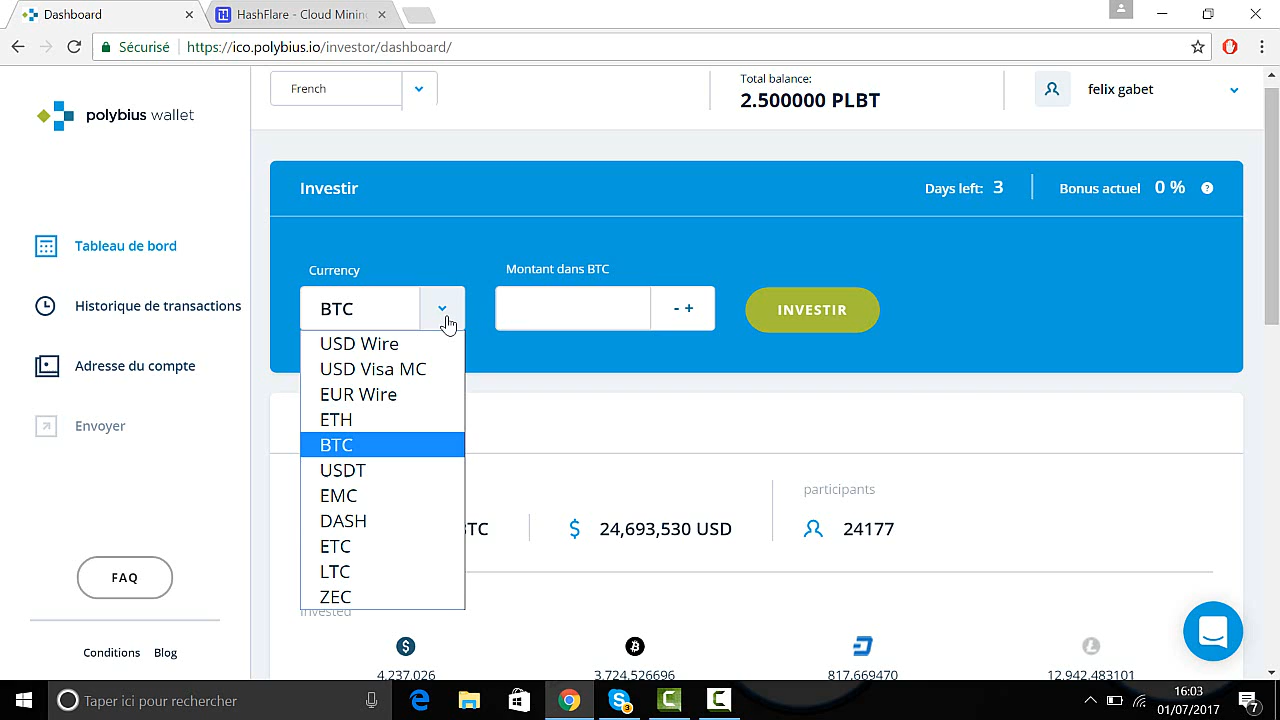 Dashboard
HashFlare - Cloud Mining
Sécurisé
https://ico.polybius.io/investor/dashboard/
French
Total balance:
2.500000 PLBT
felix gabet
polybius wallet
Investir
Days left: 3
Bonus actuel 0 %
Tableau de bord
Historique de transactions
Adresse du compte
Envoyer
Currency
Montant dans BTC
BTC
- +
INVESTIR
USD Wire
USD Visa MC
EUR Wire
ETH
BTC
USDT
EMC
DASH
ETC
LTC
ZEC
participants
BTC
$ 24,693,530 USD
24177
Invested
4,237,026
3,724.526696
817.669470
12,942.483101
FAQ
Conditions
Blog
Taper ici pour rechercher
3
16:03
01/07/2017
7